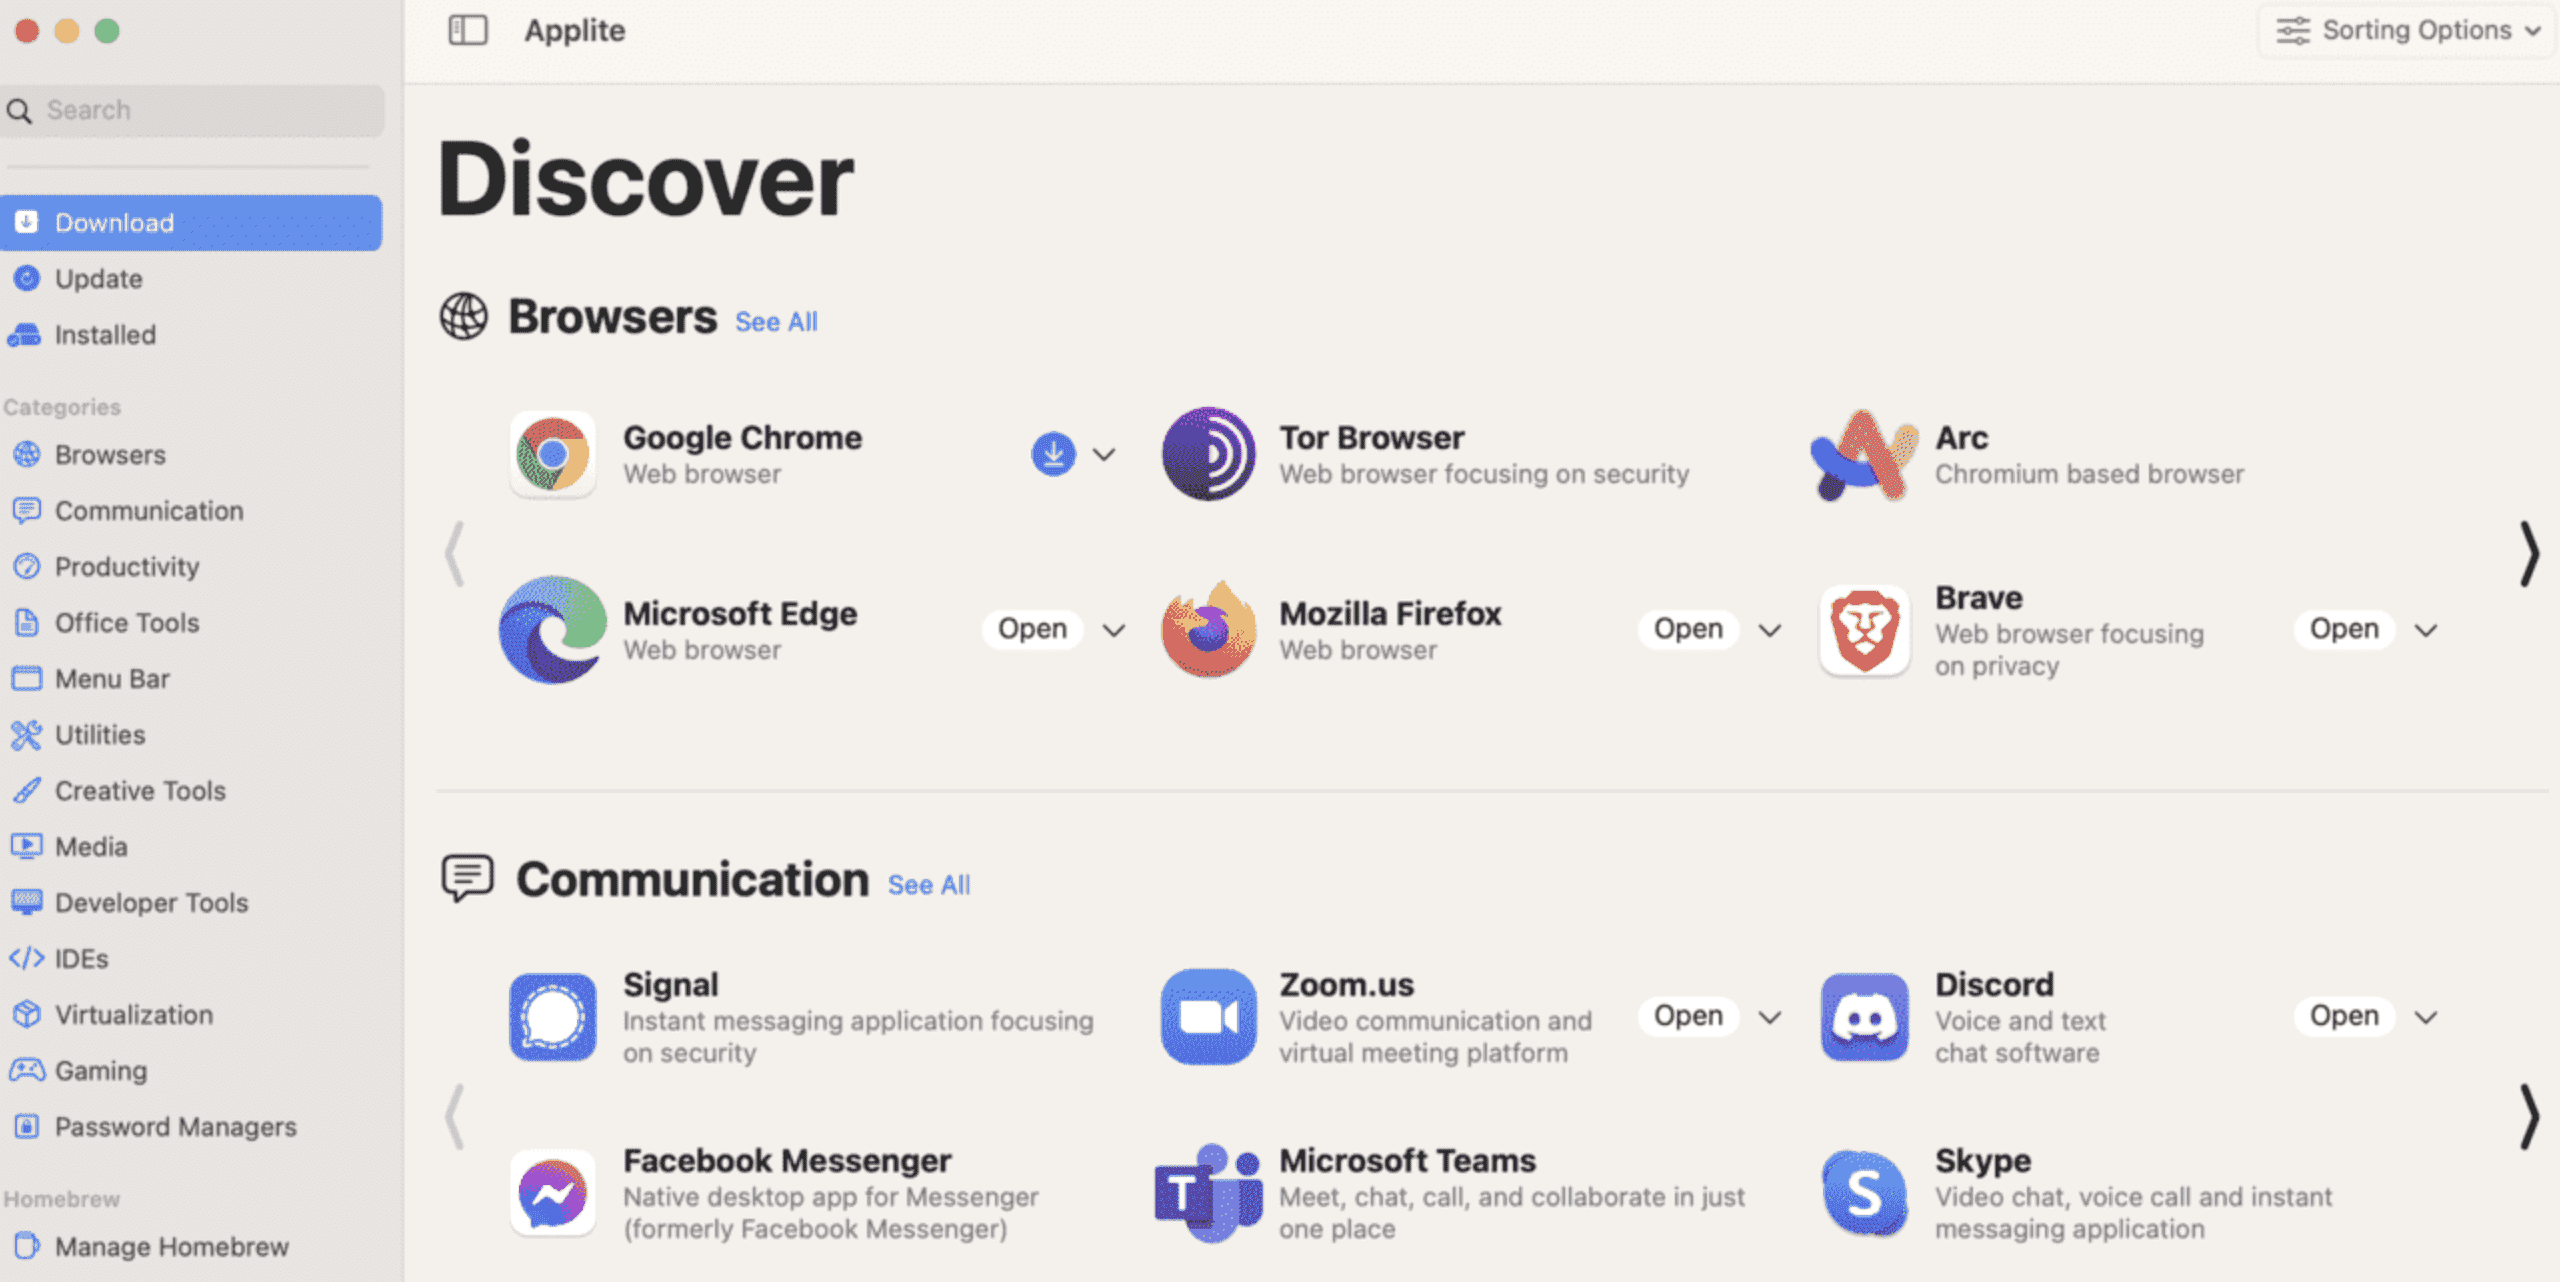 Applite
Sorting Options
Search
Download
Update
Installed
Categories
Browsers
Communication
Productivity
Office Tools
Menu Bar
Utilities
Creative Tools
Media
Developer Tools
IDEs
Virtualization
Gaming
Password Managers
Homebrew
Manage Homebrew
Discover
Browsers See All
Google Chrome
Web browser
Tor Browser
Web browser focusing on security
Arc
Chromium based browser
Microsoft Edge
Web browser
Open
Mozilla Firefox
Web browser
Open
Brave
Web browser focusing
on privacy
Open
Communication See All
Signal
Instant messaging application focusing
on security
Zoom.us
Video communication and
virtual meeting platform
Open
Discord
Voice and text
chat software
Open
Facebook Messenger
Native desktop app for Messenger
(formerly Facebook Messenger)
T
Microsoft Teams
Meet, chat, call, and collaborate in just
one place
S
Skype
Video chat, voice call and instant
messaging application